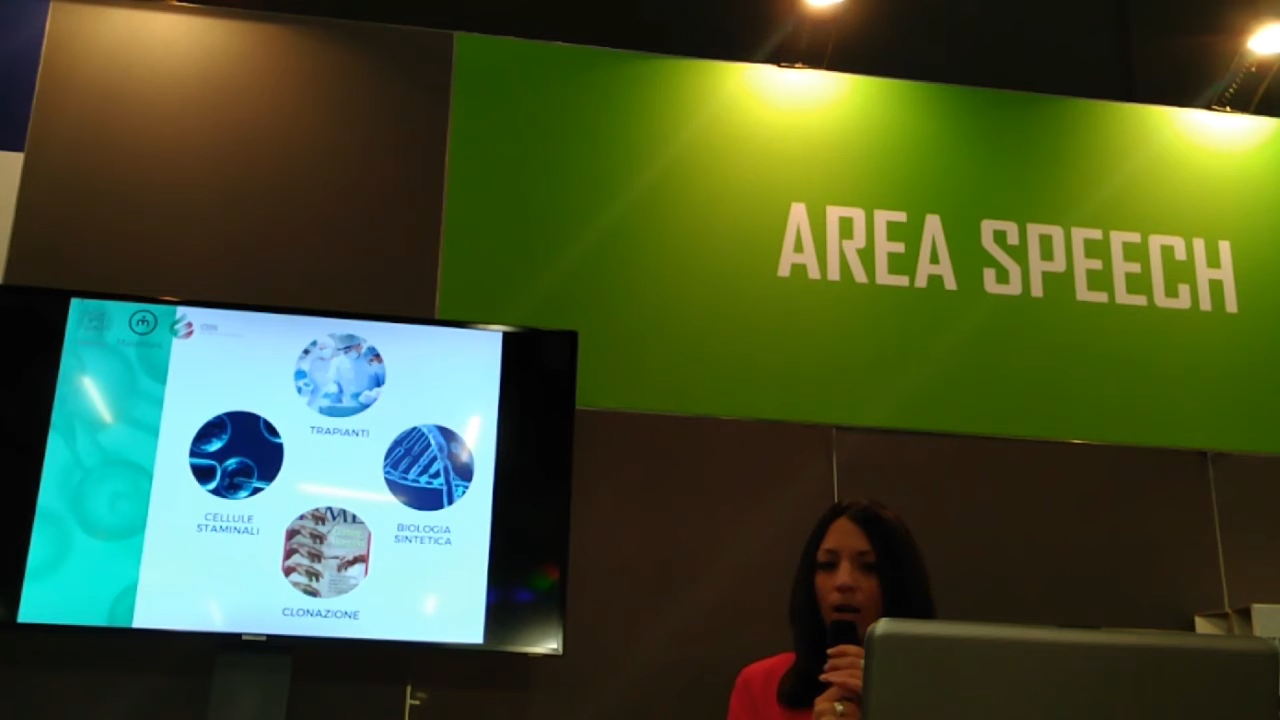 AREA SPEECH
TRAPIANTI
CELLULE
STAMINALI
BIOLOGIA
SINTETICA
CLONAZIONE